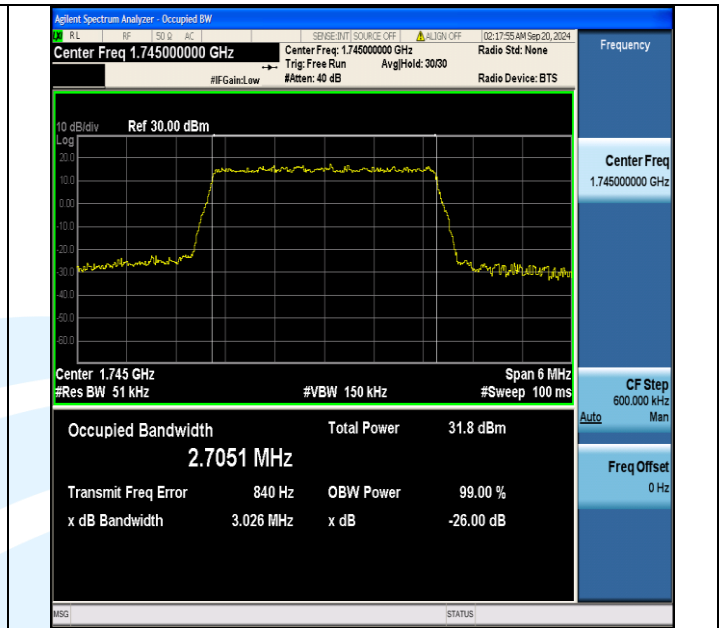 Agilent Spectrum Analyzer - Occupied BW
RL RF 50 Ω AC SENSE:INT SOURCE OFF ALIGN OFF 02:17:55 AM Sep 20, 2024
Center Freq 1.745000000 GHz
Center Freq: 1.745000000 GHz
Radio Std: None
Trig: Free Run Avg|Hold: 30/30
#IFGain:Low #Atten: 40 dB Radio Device: BTS
10 dB/div Ref 30.00 dBm
Log
20.0
10.0
0.00
-10.0
-20.0
-30.0
-40.0
-50.0
-60.0
Center 1.745 GHz Span 6 MHz
#Res BW 51 kHz #VBW 150 kHz #Sweep 100 ms
Occupied Bandwidth Total Power 31.8 dBm
2.7051 MHz
Transmit Freq Error 840 Hz OBW Power 99.00 %
x dB Bandwidth 3.026 MHz x dB -26.00 dB
MSG STATUS
Frequency
Center Freq
1.745000000 GHz
CF Step
600.000 kHz
Auto Man
Freq Offset
0 Hz